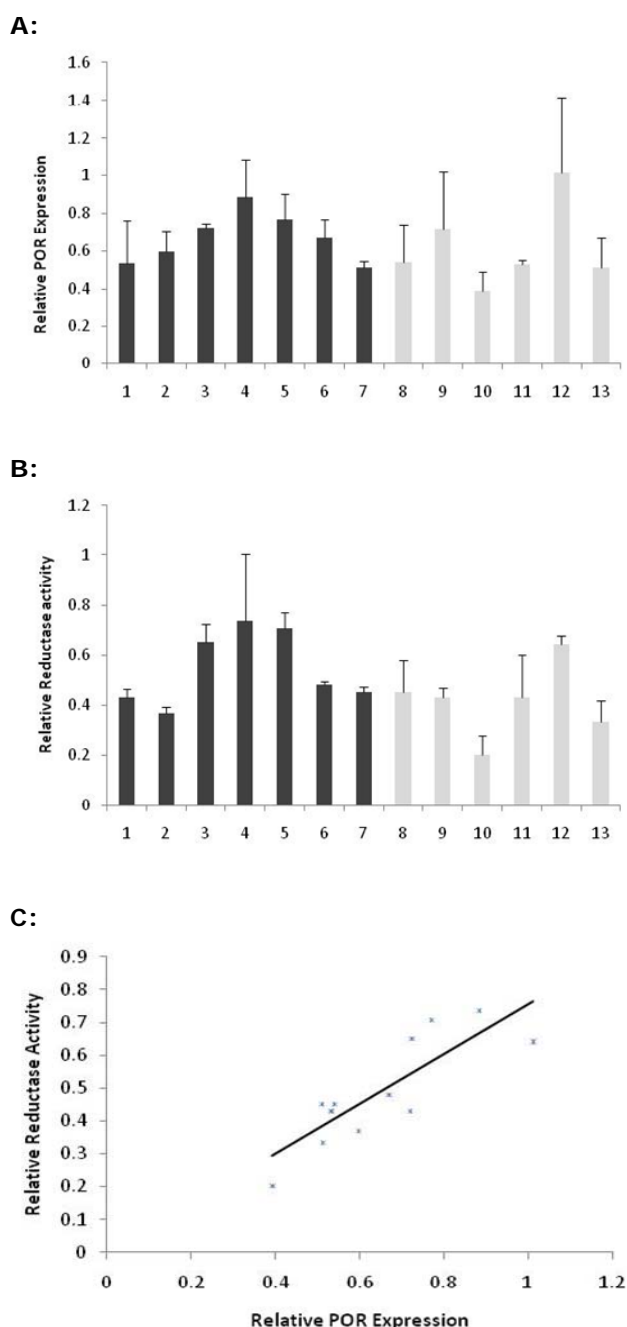 A:
Relative POR Expression
1.6
1.4
1.2
1
0.8
0.6
0.4
0.2
0
1 2 3 4 5 6 7 8 9 10 11 12 13
B:
Relative Reductase activity
1.2
1
0.8
0.6
0.4
0.2
0
1 2 3 4 5 6 7 8 9 10 11 12 13
C:
Relative Reductase Activity
0.9
0.8
0.7
0.6
0.5
0.4
0.3
0.2
0.1
0
0 0.2 0.4 0.6 0.8 1 1.2
Relative POR Expression